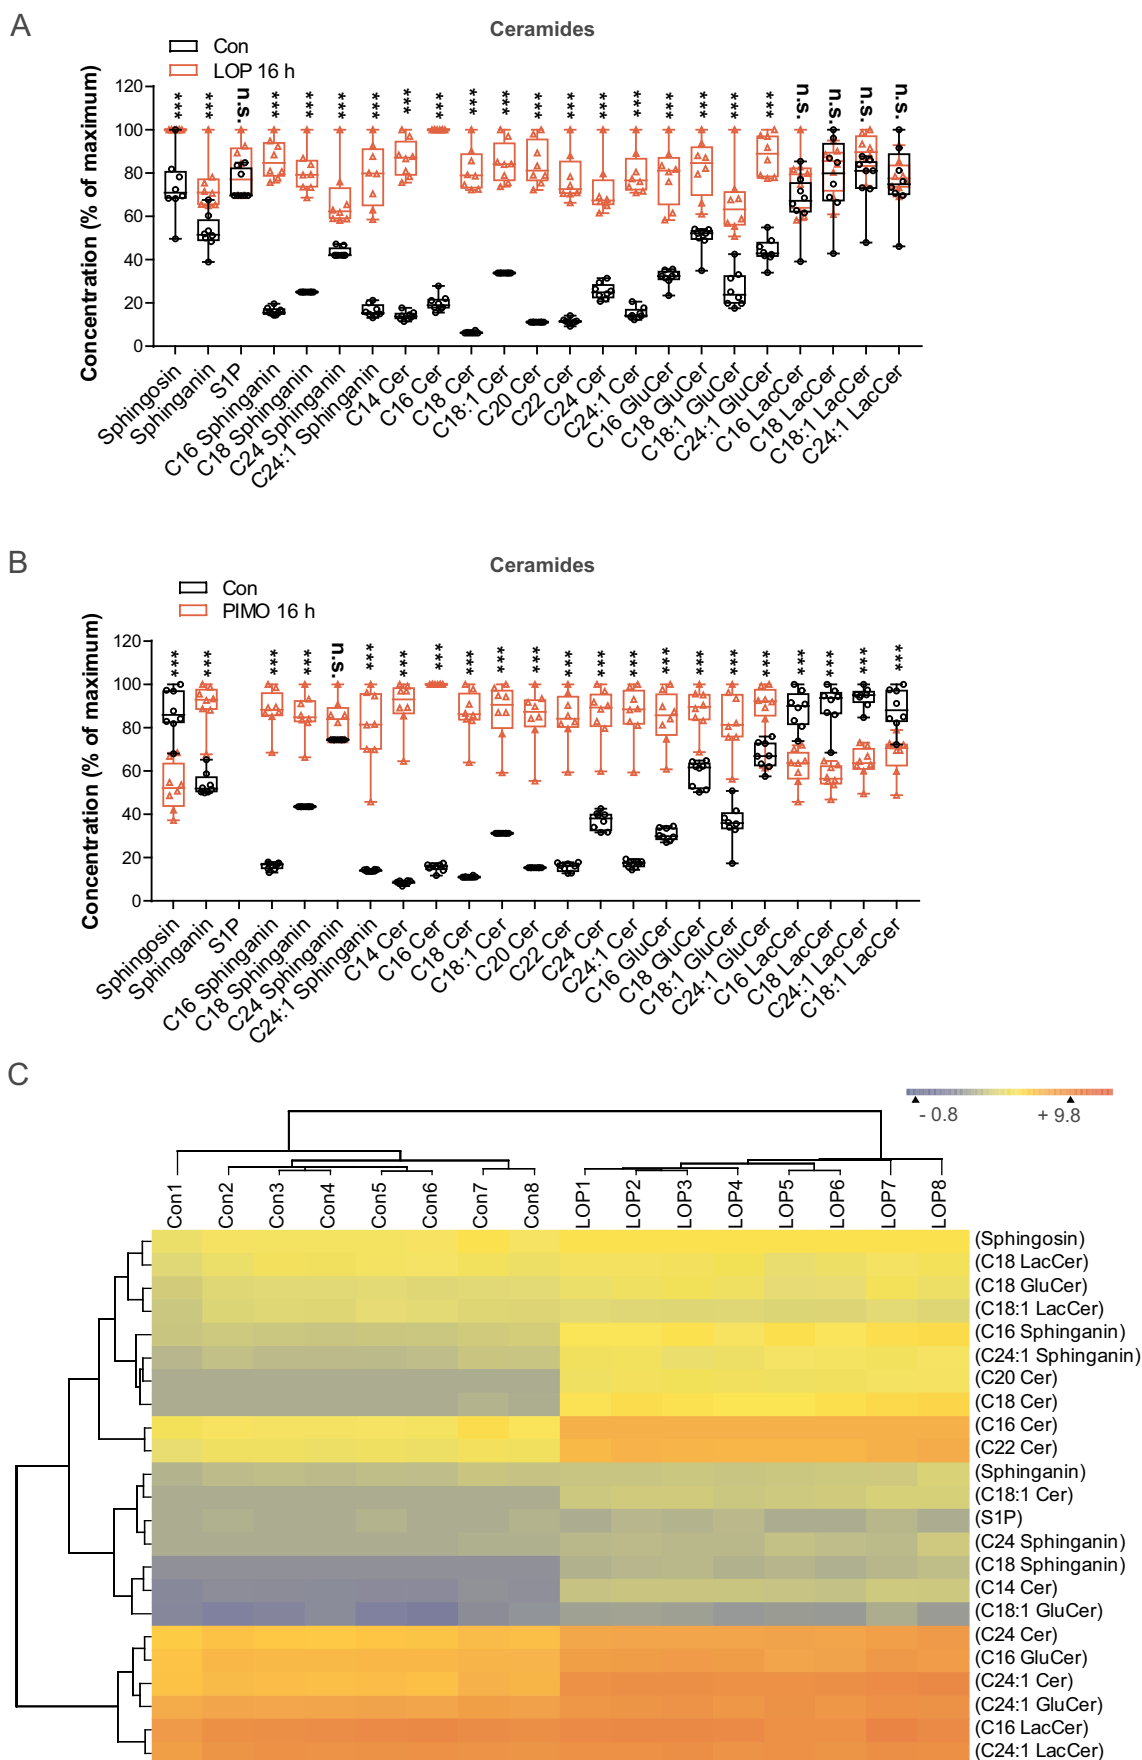 A
Ceramides
Con
LOP 16 h
Concentration (% of maximum)
120
100
80
60
40
20
0
*** *** n.s. *** *** *** *** *** *** *** *** *** *** *** *** *** *** *** *** n.s. n.s. n.s. n.s.
Sphingosin
Sphinganin
S1P
C16 Sphinganin
C18 Sphinganin
C24 Sphinganin
C24:1 Sphinganin
C14 Cer
C16 Cer
C18 Cer
C18:1 Cer
C20 Cer
C22 Cer
C24 Cer
C24:1 Cer
C16 GluCer
C18 GluCer
C18:1 GluCer
C24:1 GluCer
C16 LacCer
C18 LacCer
C18:1 LacCer
C24:1 LacCer
B
Ceramides
Con
PIMO 16 h
Concentration (% of maximum)
120
100
80
60
40
20
0
*** *** *** *** n.s. *** *** *** *** *** *** *** *** *** *** *** *** *** *** *** *** ***
Sphingosin
Sphinganin
S1P
C16 Sphinganin
C18 Sphinganin
C24 Sphinganin
C24:1 Sphinganin
C14 Cer
C16 Cer
C18 Cer
C18:1 Cer
C20 Cer
C22 Cer
C24 Cer
C24:1 Cer
C16 GluCer
C18 GluCer
C18:1 GluCer
C24:1 GluCer
C16 LacCer
C18 LacCer
C24:1 LacCer
C18:1 LacCer
C
- 0.8
+ 9.8
Con1
Con2
Con3
Con4
Con5
Con6
Con7
Con8
LOP1
LOP2
LOP3
LOP4
LOP5
LOP6
LOP7
LOP8
(Sphingosin)
(C18 LacCer)
(C18 GluCer)
(C18:1 LacCer)
(C16 Sphinganin)
(C24:1 Sphinganin)
(C20 Cer)
(C18 Cer)
(C16 Cer)
(C22 Cer)
(Sphinganin)
(C18:1 Cer)
(S1P)
(C24 Sphinganin)
(C18 Sphinganin)
(C14 Cer)
(C18:1 GluCer)
(C24 Cer)
(C16 GluCer)
(C24:1 Cer)
(C24:1 GluCer)
(C16 LacCer)
(C24:1 LacCer)